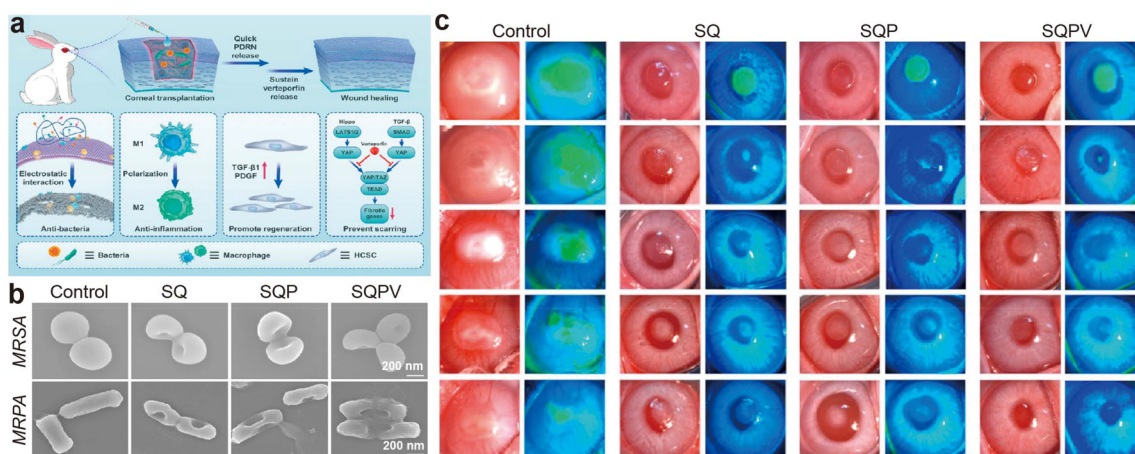 a
Quick
PDRN
release
Sustain
verteporfin
release
Corneal transplantation
Wound healing
Electrostatic
interaction
Anti-bacteria
M1
Polarization
M2
Anti-inflammation
TGF-β1
PDGF
Promote regeneration
Hippo
TGF-β
LATS1/2
SMAD
Verteporfin
YAP
YAP
YAP/TAZ
TEAD
Fibrotic
genes
Prevent scarring
Bacteria
Macrophage
HCSC
b
Control
SQ
SQP
SQPV
MRSA
200 nm
MRPA
200 nm
c
Control
SQ
SQP
SQPV